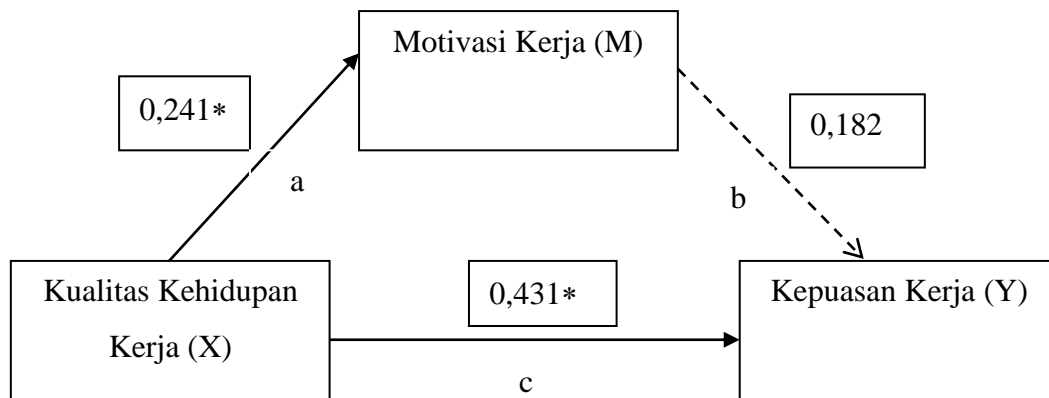 Motivasi Kerja (M)
0,241*
0,182
a
b
Kualitas Kehidupan
Kerja (X)
0,431*
Kepuasan Kerja (Y)
c